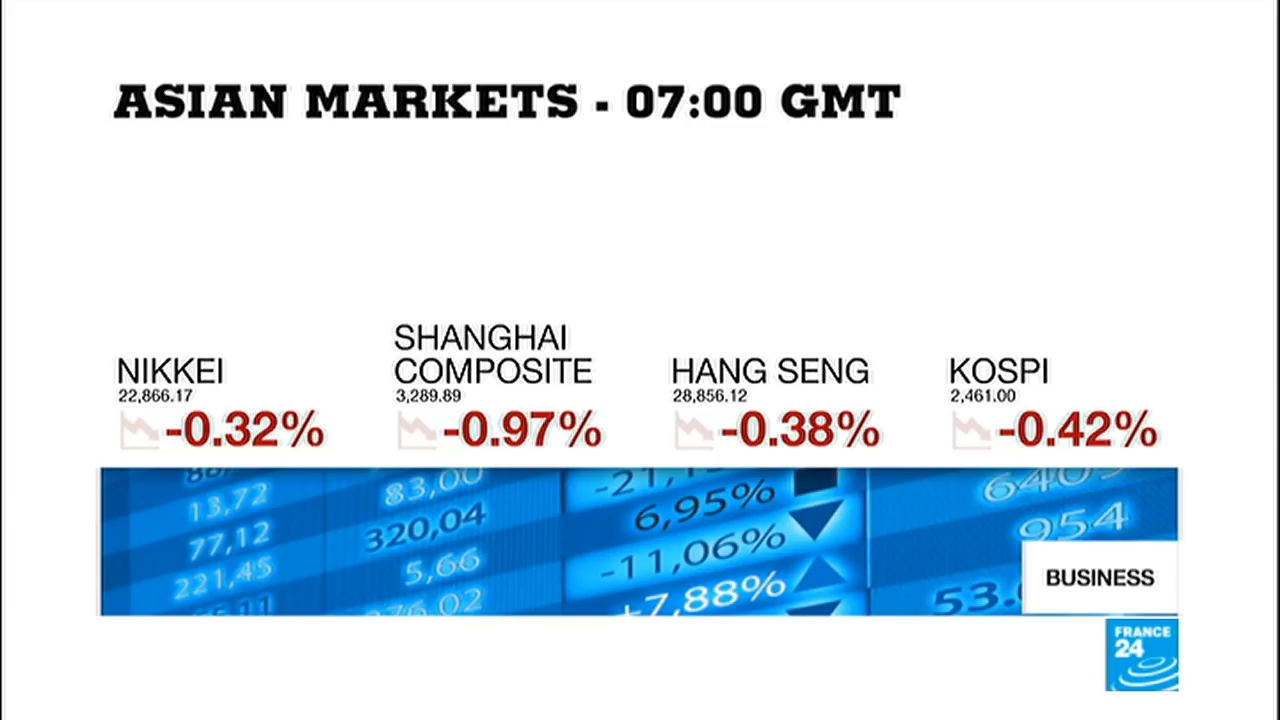 ASIAN MARKETS - 07:00 GMT
NIKKEI
22,866.17
-0.32%
SHANGHAI
COMPOSITE
3,289.89
-0.97%
HANG SENG
28,856.12
-0.38%
KOSPI
2,461.00
-0.42%
13,72
77,12
221,45
83,00
320,04
5,66
6,95%
-11,06%
+7,88%
954
BUSINESS
FRANCE
24